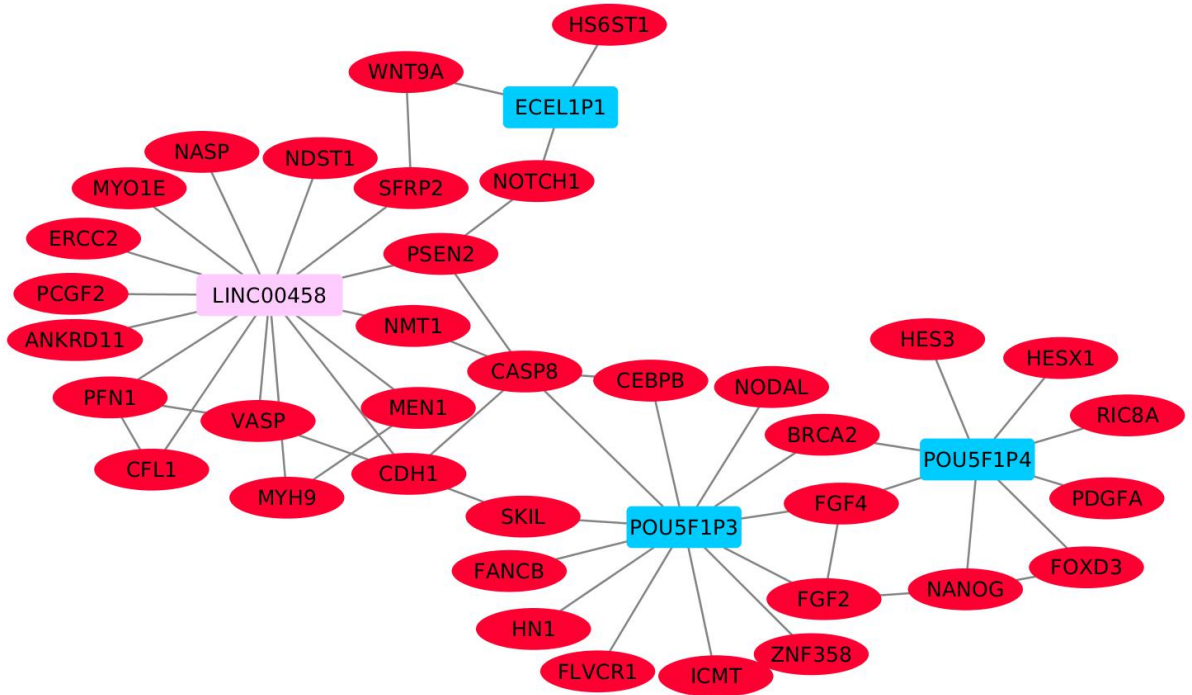 HS6ST1
WNT9A
ECEL1P1
NASP
NDST1
MYO1E
SFRP2
NOTCH1
ERCC2
PSEN2
PCGF2
LINC00458
ANKRD11
NMT1
HES3
HESX1
CASP8
CEBPB
NODAL
PFN1
MEN1
VASP
RIC8A
BRCA2
POU5F1P4
CFL1
CDH1
MYH9
PDGFA
FGF4
SKIL
POU5F1P3
FANCB
FOXD3
NANOG
FGF2
HN1
ZNF358
FLVCR1
ICMT